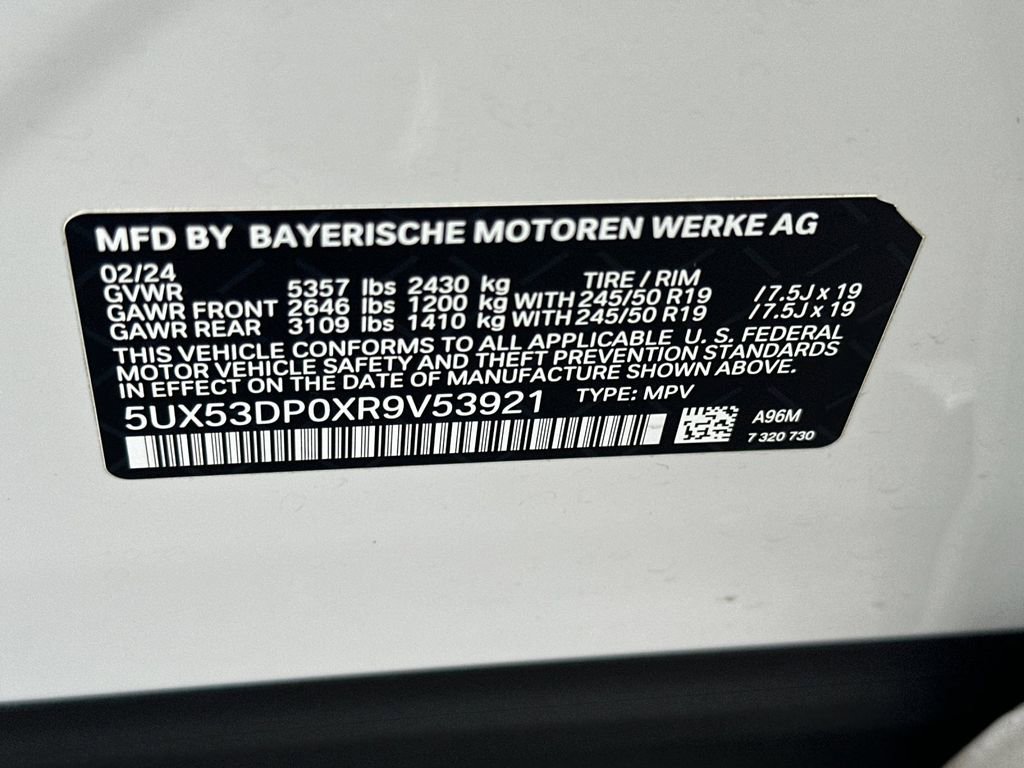 MFD BY BAYERISCHE MOTOREN WERKE AG
02/24 TIRE / RIM
GVWR 5357 lbs 2430 kg
GAWR FRONT 2646 lbs 1200 kg WITH 245/50 R19 / 7.5J x 19
GAWR REAR 3109 lbs 1410 kg WITH 245/50 R19 / 7.5J x 19
THIS VEHICLE CONFORMS TO ALL APPLICABLE U. S. FEDERAL
MOTOR VEHICLE SAFETY AND THEFT PREVENTION STANDARDS
IN EFFECT ON THE DATE OF MANUFACTURE SHOWN ABOVE.
5UX53DP0XR9V53921 TYPE: MPV
A96M
7 320 730